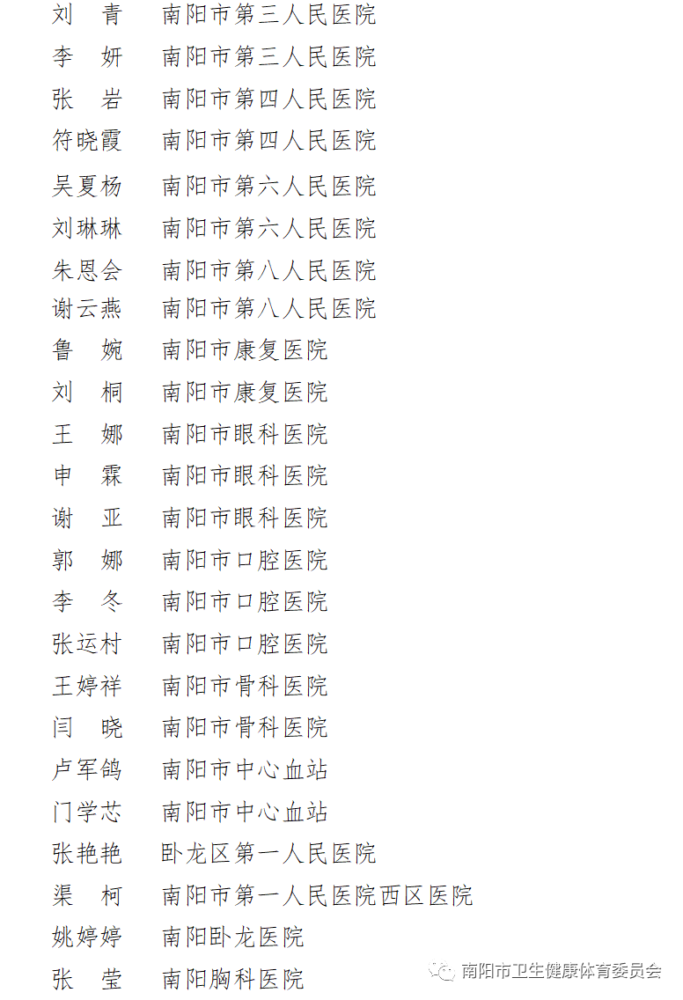 刘　青　南阳市第三人民医院
李　妍　南阳市第三人民医院
张　岩　南阳市第四人民医院
符晓霞　南阳市第四人民医院
吴夏杨　南阳市第六人民医院
刘琳琳　南阳市第六人民医院
朱恩会　南阳市第八人民医院
谢云燕　南阳市第八人民医院
鲁　婉　南阳市康复医院
刘　桐　南阳市康复医院
王　娜　南阳市眼科医院
申　霖　南阳市眼科医院
谢　亚　南阳市眼科医院
郭　娜　南阳市口腔医院
李　冬　南阳市口腔医院
张运村　南阳市口腔医院
王婷祥　南阳市骨科医院
闫　晓　南阳市骨科医院
卢军鸽　南阳市中心血站
门学芯　南阳市中心血站
张艳艳　卧龙区第一人民医院
渠　柯　南阳市第一人民医院西区医院
姚婷婷　南阳卧龙医院
张　莹　南阳胸科医院
南阳市卫生健康体育委员会